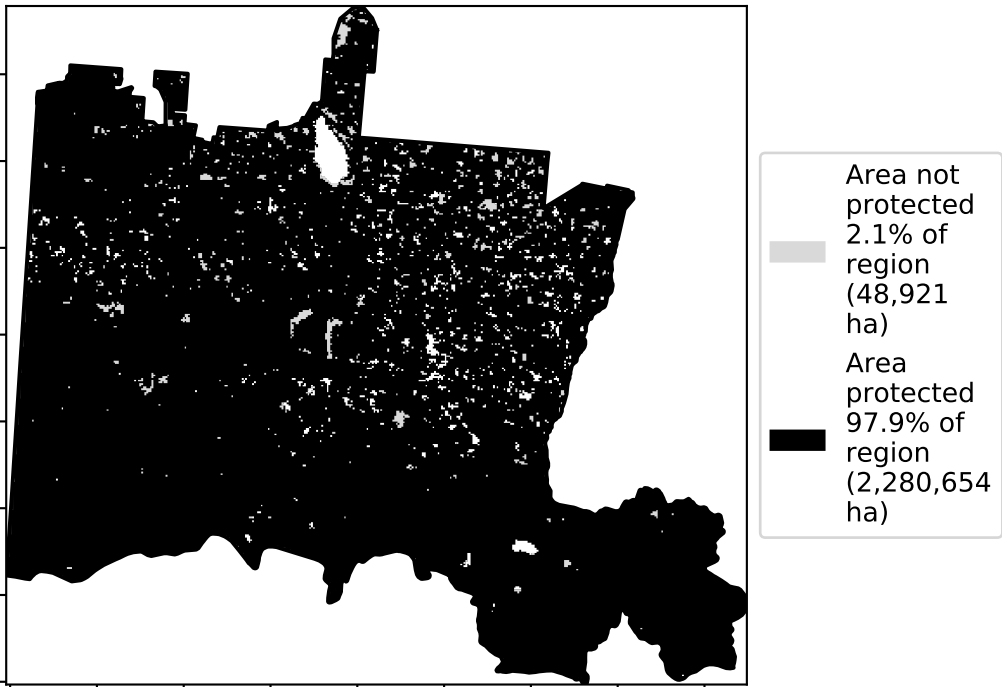 Area not
protected
2.1% of
region
(48,921
ha)
Area
protected
97.9% of
region
(2,280,654
ha)